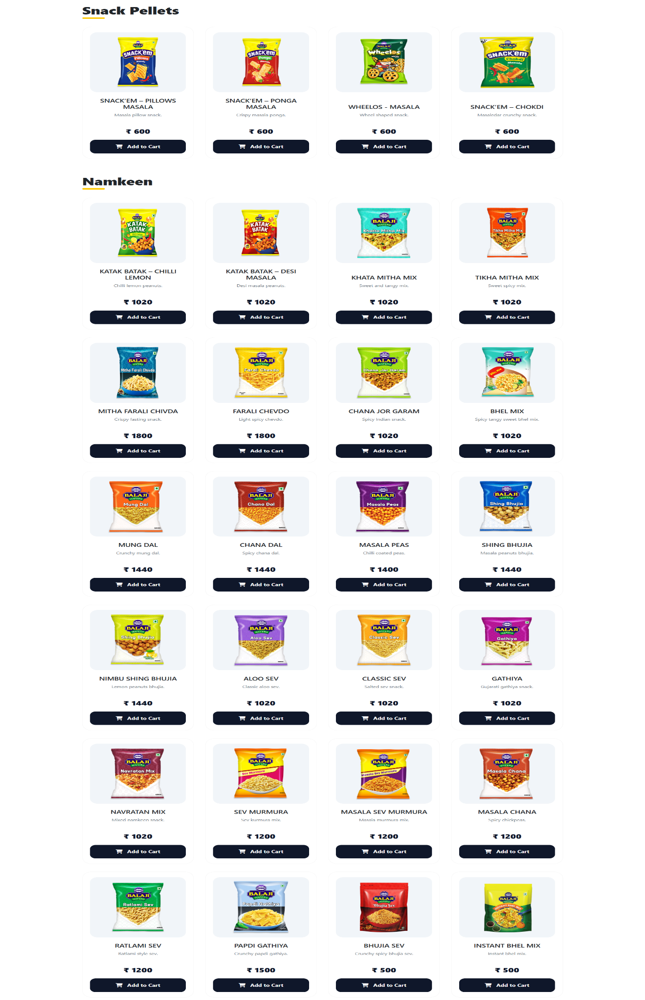 Snack Pellets
SNACK'EM – PILLOWS
MASALA
Masala pillow snack.
₹ 600
Add to Cart
SNACK'EM – PONGA
MASALA
Crispy masala ponga.
₹ 600
Add to Cart
WHEELOS - MASALA
Wheel shaped snack.
₹ 600
Add to Cart
SNACK'EM – CHOKDI
Masaledar crunchy snack.
₹ 600
Add to Cart
Namkeen
KATAK BATAK – CHILLI
LEMON
Chilli lemon peanuts.
₹ 1020
Add to Cart
KATAK BATAK – DESI
MASALA
Desi masala peanuts.
₹ 1020
Add to Cart
KHATA MITHA MIX
Sweet and tangy mix.
₹ 1020
Add to Cart
TIKHA MITHA MIX
Sweet spicy mix.
₹ 1020
Add to Cart
MITHA FARALI CHIVDA
Crispy fasting snack.
₹ 1800
Add to Cart
FARALI CHEVDO
Light spicy chevdo.
₹ 1800
Add to Cart
CHANA JOR GARAM
Spicy Indian snack.
₹ 1020
Add to Cart
BHEL MIX
Spicy tangy sweet bhel mix.
₹ 1020
Add to Cart
MUNG DAL
Crunchy mung dal.
₹ 1440
Add to Cart
CHANA DAL
Spicy chana dal.
₹ 1440
Add to Cart
MASALA PEAS
Chilli coated peas.
₹ 1400
Add to Cart
SHING BHUJIA
Masala peanuts bhujia.
₹ 1440
Add to Cart
NIMBU SHING BHUJIA
Lemon peanuts bhujia.
₹ 1440
Add to Cart
ALOO SEV
Classic aloo sev.
₹ 1020
Add to Cart
CLASSIC SEV
Salted sev snack.
₹ 1020
Add to Cart
GATHIYA
Gujarati gathiya snack.
₹ 1020
Add to Cart
NAVRATAN MIX
Mixed namkeen snack.
₹ 1020
Add to Cart
SEV MURMURA
Sev kurmura mix.
₹ 1200
Add to Cart
MASALA SEV MURMURA
Masala murmura mix.
₹ 1200
Add to Cart
MASALA CHANA
Spicy chickpeas.
₹ 1200
Add to Cart
RATLAMI SEV
Ratlami style sev.
₹ 1200
Add to Cart
PAPDI GATHIYA
Crunchy papdi gathiya.
₹ 1500
Add to Cart
BHUJIA SEV
Crunchy spicy bhujia sev.
₹ 500
Add to Cart
INSTANT BHEL MIX
Instant bhel mix.
₹ 500
Add to Cart